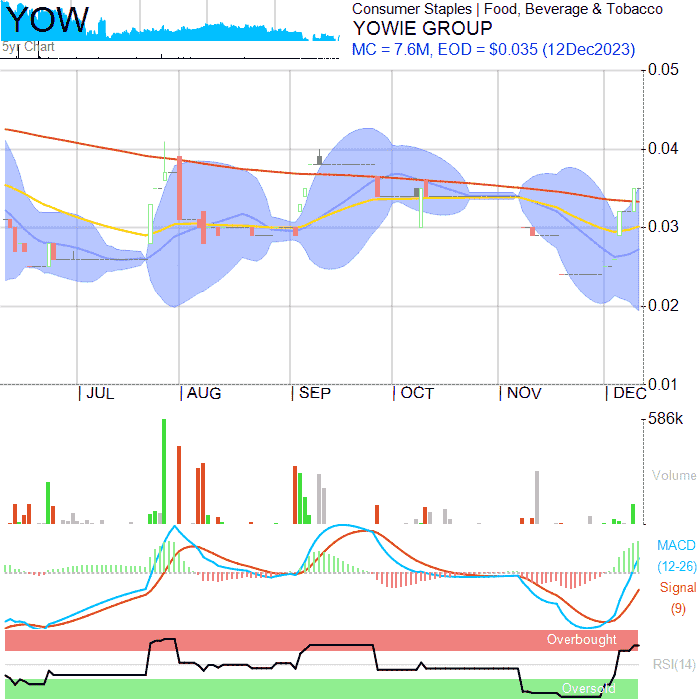 YOW
5yr Chart
Consumer Staples | Food, Beverage & Tobacco
YOWIE GROUP
MC = 7.6M, EOD = $0.035 (12Dec2023)
0.05
0.04
0.03
0.02
0.01
| JUL | AUG | SEP | OCT | NOV | DEC
586k
Volume
MACD
(12-26)
Signal
(9)
Overbought
RSI(14)
Oversold